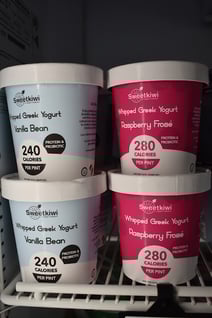 Sweetkiwi
Whipped Greek Yogurt
Vanilla Bean
240
CALORIES
PER PINT
PROTEIN &
PROBIOTIC
Sweetkiwi
Whipped Greek Yogurt
Raspberry Frosé
280
CALORIES
PER PINT
PROTEIN &
PROBIOTIC
Sweetkiwi
Whipped Greek Yogurt
Vanilla Bean
240
CALORIES
PER PINT
PROTEIN &
PROBIOTIC
Sweetkiwi
Whipped Greek Yogurt
Raspberry Frosé
280
CALORIES
PER PINT
PROTEIN &
PROBIOTIC